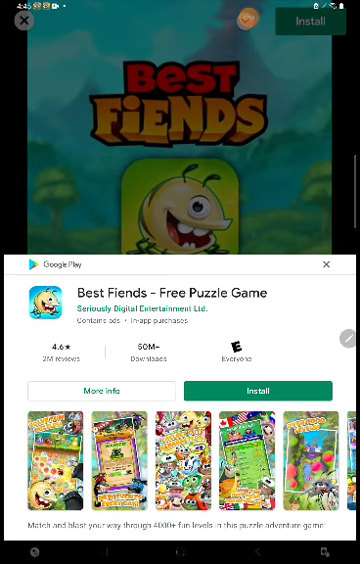 4:45
Install
BEST
FiENDS
Google Play
Best Fiends - Free Puzzle Game
Seriously Digital Entertainment Ltd.
Contains ads • In-app purchases
4.6★ 50M+ E
2M reviews Downloads Everyone
More info Install
Match and blast your way through 4000+ fun levels in this puzzle adventure game